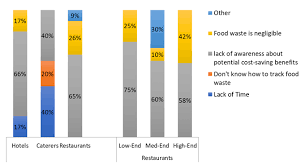 17%
66%
17%
40%
20%
40%
9%
26%
65%
25%
75%
30%
10%
60%
42%
58%
Other
Food waste is negligible
lack of awareness about
potential cost-saving benefits
Don't know how to track food
waste
Lack of Time
Hotels Caterers Restaurants Low-End Med-End High-End
Restaurants